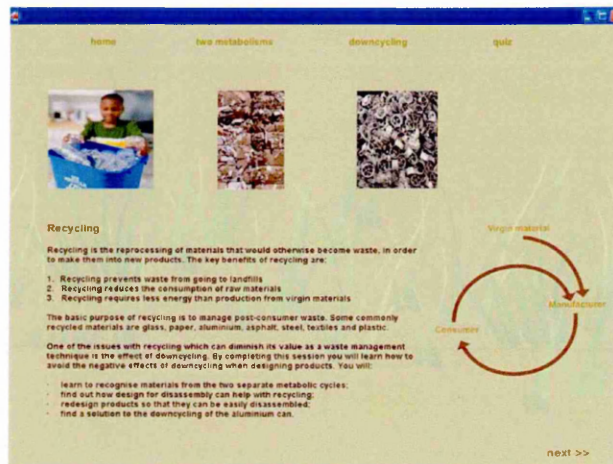 home two metabolisms downcycling quiz
Recycling
Recycling is the reprocessing of materials that would otherwise become waste, in order
to make them into new products. The key benefits of recycling are:
1. Recycling prevents waste from going to landfills
2. Recycling reduces the consumption of raw materials
3. Recycling requires less energy than production from virgin materials
The basic purpose of recycling is to manage post-consumer waste. Some commonly
recycled materials are glass, paper, aluminium, asphalt, steel, textiles and plastic.
One of the issues with recycling which can diminish its value as a waste management
technique is the effect of downcycling. By completing this session you will learn how to
avoid the negative effects of downcycling when designing products. You will:
· learn to recognise materials from the two separate metabolic cycles;
· find out how design for disassembly can help with recycling;
· redesign products so that they can be easily disassembled;
· find a solution to the downcycling of the aluminium can.
Virgin material
Manufacturer
Consumer
next >>